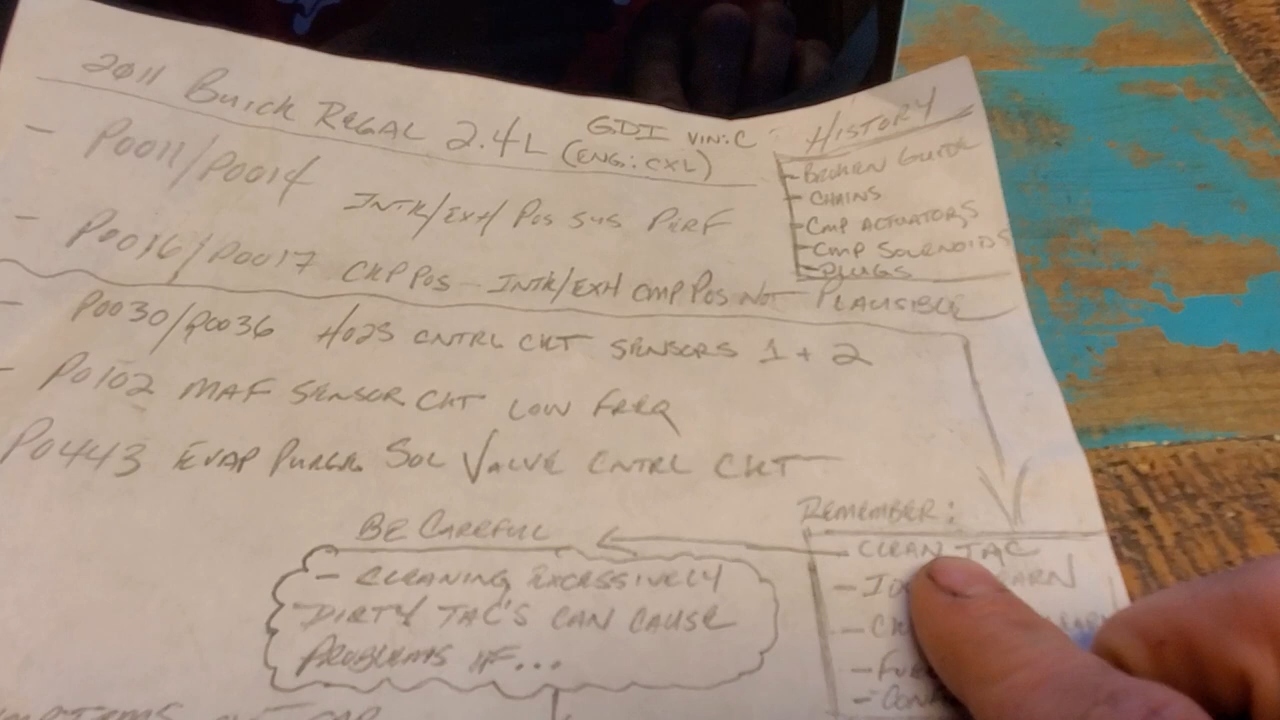 2011 BUICK REGAL 2.4L GDI VIN:C
(ENG: CXL)
HISTORY
- BROKEN GUIDE
- CHAINS
- CMP ACTUATORS
- CMP SOLENOIDS
- PLUGS
- P0011/P0014 INTK/EXH POS SYS PERF
- P0016/P0017 CKP POS - INTK/EXH CMP POS NOT PLAUSIBLE
- P0030/P0036 HO2S CNTRL CKT SENSORS 1 + 2
- P0102 MAF SENSOR CKT LOW FREQ
P0443 EVAP PURGE SOL VALVE CNTRL CKT
REMEMBER:
- CLEAN TAC
BE CAREFUL
- CLEANING EXCESSIVELY
DIRTY TAC'S CAN CAUSE
PROBLEMS IF...